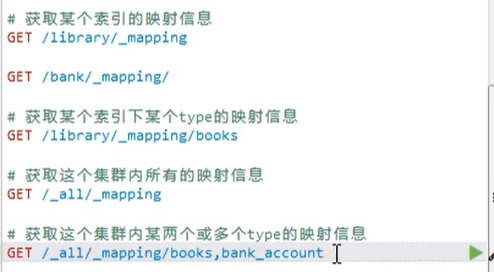 # 获取某个索引的映射信息
GET /library/_mapping
GET /bank/_mapping/
# 获取某个索引下某个type的映射信息
GET /library/_mapping/books
# 获取这个集群内所有的映射信息
GET /_all/_mapping
# 获取这个集群内某两个或多个type的映射信息
GET /_all/_mapping/books,bank_account